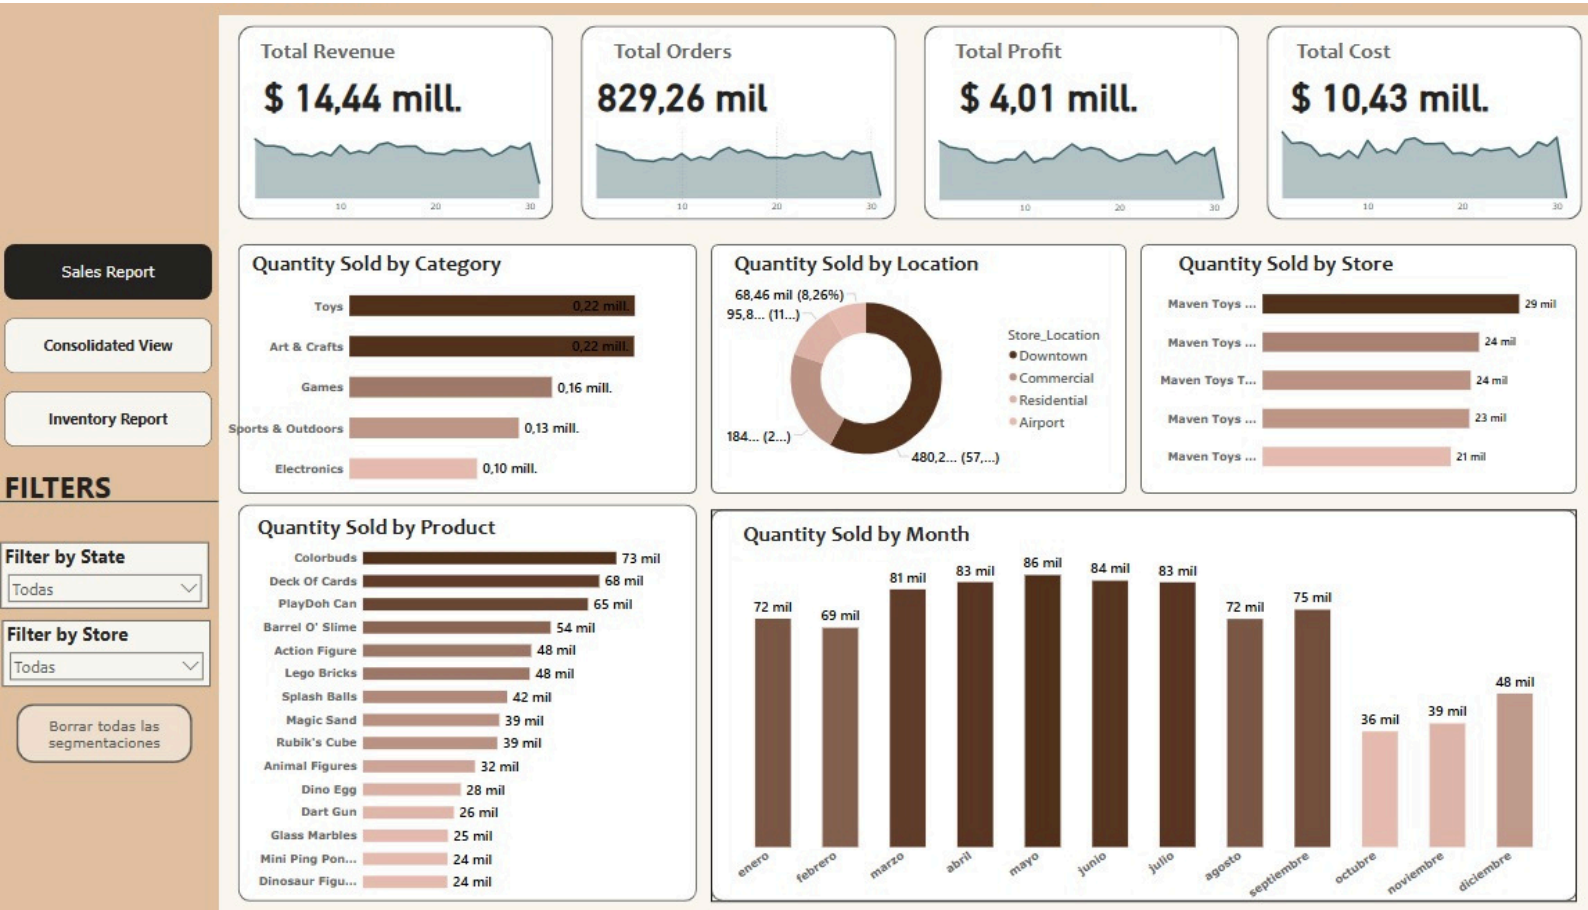 Total Revenue
$ 14,44 mill.
10
20
30
Total Orders
829,26 mil
10
20
30
Total Profit
$ 4,01 mill.
10
20
30
Total Cost
$ 10,43 mill.
10
20
30
Sales Report
Consolidated View
Inventory Report
FILTERS
Filter by State
Todas
Filter by Store
Todas
Borrar todas las
segmentaciones
Quantity Sold by Category
Toys
0,22 mill.
Art & Crafts
0,22 mill.
Games
0,16 mill.
Sports & Outdoors
0,13 mill.
Electronics
0,10 mill.
Quantity Sold by Location
68,46 mil (8,26%)
95,8... (11...)
184... (2...)
480,2... (57,...)
Store_Location
Downtown
Commercial
Residential
Airport
Quantity Sold by Store
Maven Toys ...
29 mil
Maven Toys ...
24 mil
Maven Toys T...
24 mil
Maven Toys ...
23 mil
Maven Toys ...
21 mil
Quantity Sold by Product
Colorbuds
73 mil
Deck Of Cards
68 mil
PlayDoh Can
65 mil
Barrel O' Slime
54 mil
Action Figure
48 mil
Lego Bricks
48 mil
Splash Balls
42 mil
Magic Sand
39 mil
Rubik's Cube
39 mil
Animal Figures
32 mil
Dino Egg
28 mil
Dart Gun
26 mil
Glass Marbles
25 mil
Mini Ping Pon...
24 mil
Dinosaur Figu...
24 mil
Quantity Sold by Month
72 mil
69 mil
81 mil
83 mil
86 mil
84 mil
83 mil
72 mil
75 mil
36 mil
39 mil
48 mil
enero
febrero
marzo
abril
mayo
junio
julio
agosto
septiembre
octubre
noviembre
diciembre